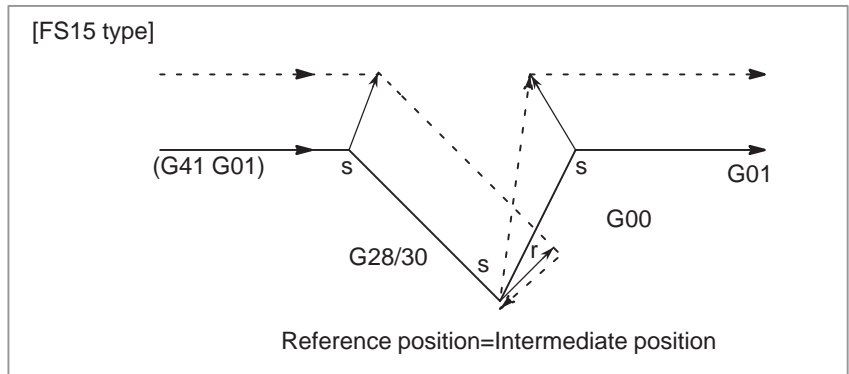 [FS15 type]
(G41 G01)
s
s
G01
G00
G28/30
s
r
Reference position=Intermediate position